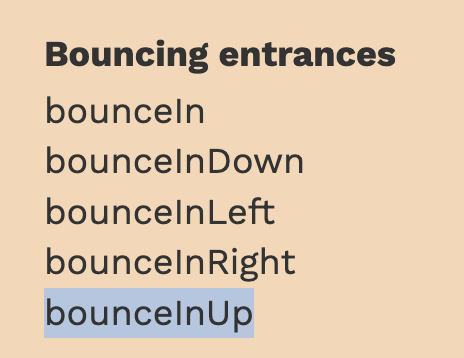 Bouncing entrances
bounceIn
bounceInDown
bounceInLeft
bounceInRight
bounceInUp